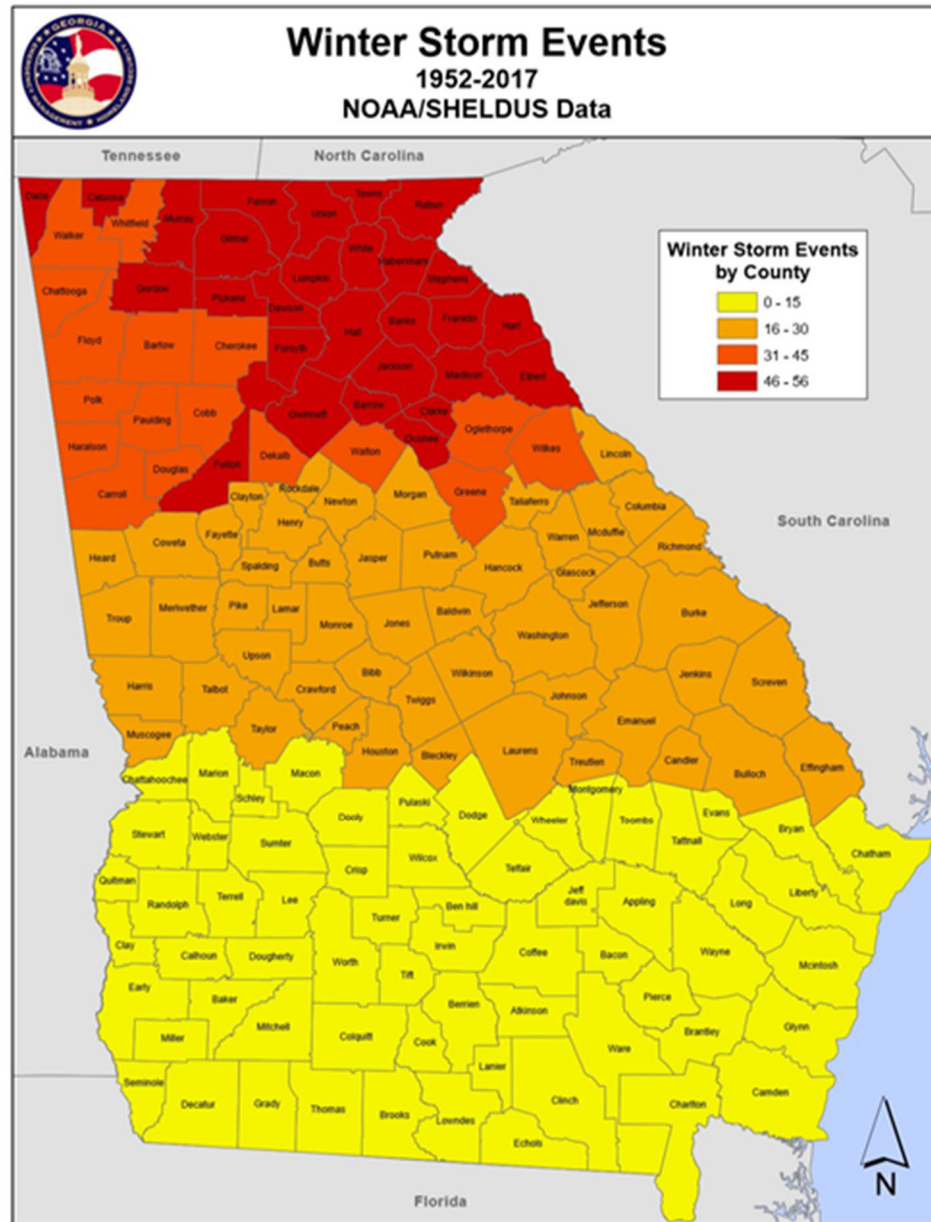 GEORGIA
EMERGENCY MANAGEMENT HOMELAND SECURITY
Winter Storm Events
1952-2017
NOAA/SHELDUS Data
Tennessee
North Carolina
Dade
Catoosa
Whitfield
Walker
Murray
Fannin
Union
Towns
Rabun
Gilmer
White
Habersham
Lumpkin
Stephens
Chattooga
Gordon
Pickens
Dawson
Hall
Banks
Franklin
Hart
Floyd
Bartow
Cherokee
Forsyth
Jackson
Madison
Elbert
Polk
Paulding
Cobb
Gwinnett
Barrow
Clarke
Oconee
Oglethorpe
Wilkes
Lincoln
Haralson
Douglas
Fulton
Dekalb
Walton
Greene
Taliaferro
Columbia
Carroll
Clayton
Rockdale
Newton
Morgan
Heard
Coweta
Fayette
Henry
Spalding
Butts
Jasper
Putnam
Hancock
Warren
Mcduffie
Richmond
Glascock
Troup
Meriwether
Pike
Lamar
Monroe
Jones
Baldwin
Washington
Jefferson
Burke
Upson
Bibb
Wilkinson
Jenkins
Screven
Harris
Talbot
Crawford
Twiggs
Johnson
Emanuel
Muscogee
Taylor
Peach
Houston
Bleckley
Laurens
Treutlen
Candler
Bulloch
Effingham
Chattahoochee
Marion
Schley
Macon
Dooly
Pulaski
Dodge
Wheeler
Montgomery
Toombs
Tattnall
Evans
Bryan
Chatham
Stewart
Webster
Sumter
Crisp
Wilcox
Telfair
Jeff
davis
Appling
Long
Liberty
Quitman
Randolph
Terrell
Lee
Turner
Ben hill
Irvin
Coffee
Bacon
Wayne
Mcintosh
Clay
Calhoun
Dougherty
Worth
Tift
Early
Baker
Mitchell
Berrien
Atkinson
Pierce
Brantley
Glynn
Miller
Colquitt
Cook
Lanier
Ware
Seminole
Decatur
Grady
Thomas
Brooks
Lowndes
Echols
Clinch
Charlton
Camden
Winter Storm Events
by County
0 - 15
16 - 30
31 - 45
46 - 56
South Carolina
Alabama
Florida
N